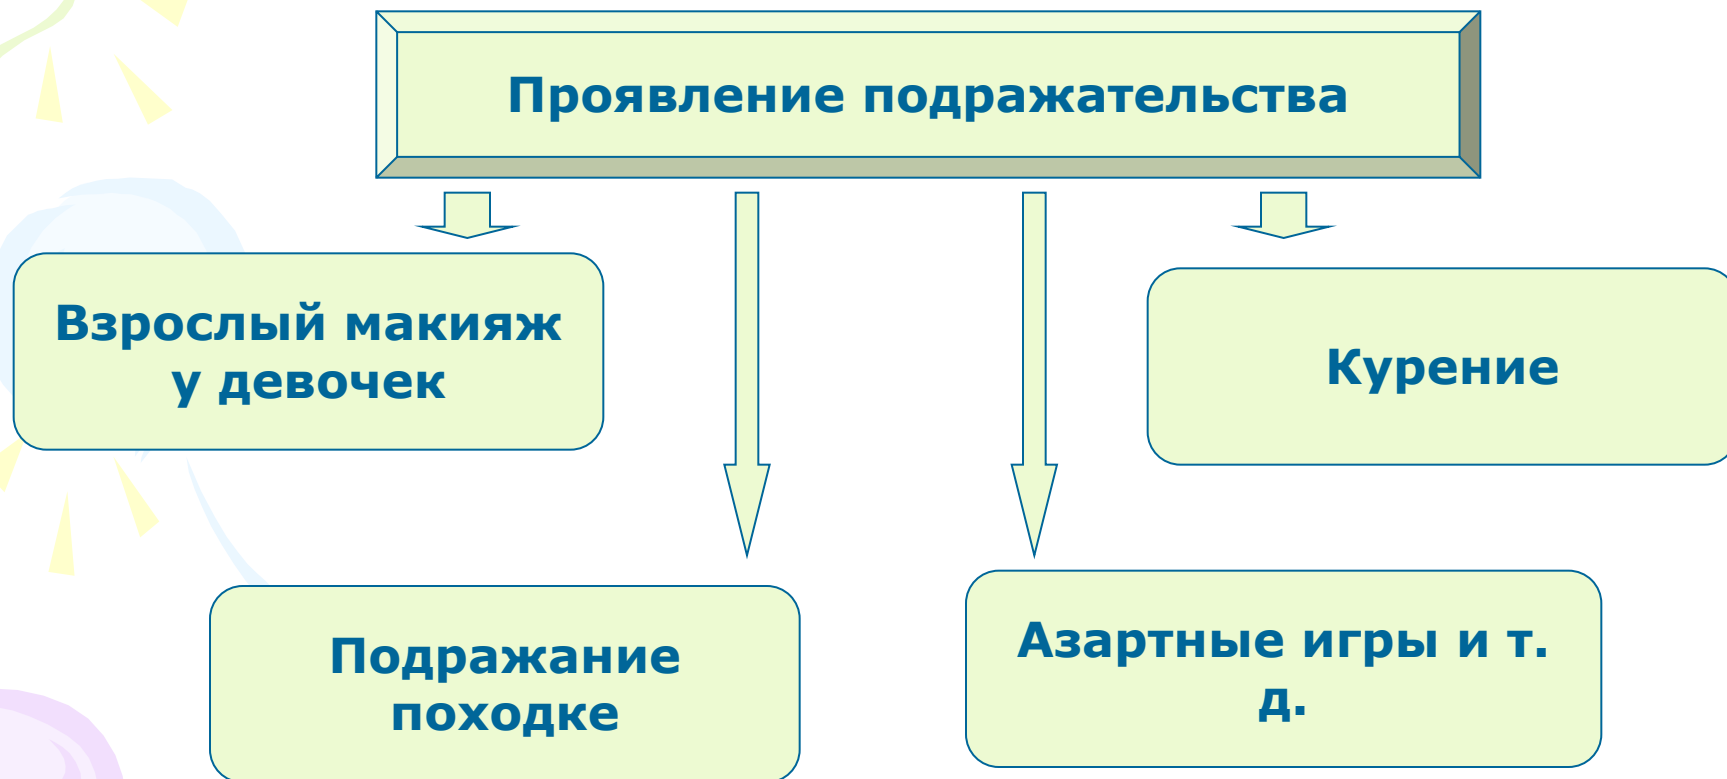 Проявление подражательства
Взрослый макияж
у девочек
Курение
Подражание
походке
Азартные игры и т.
д.